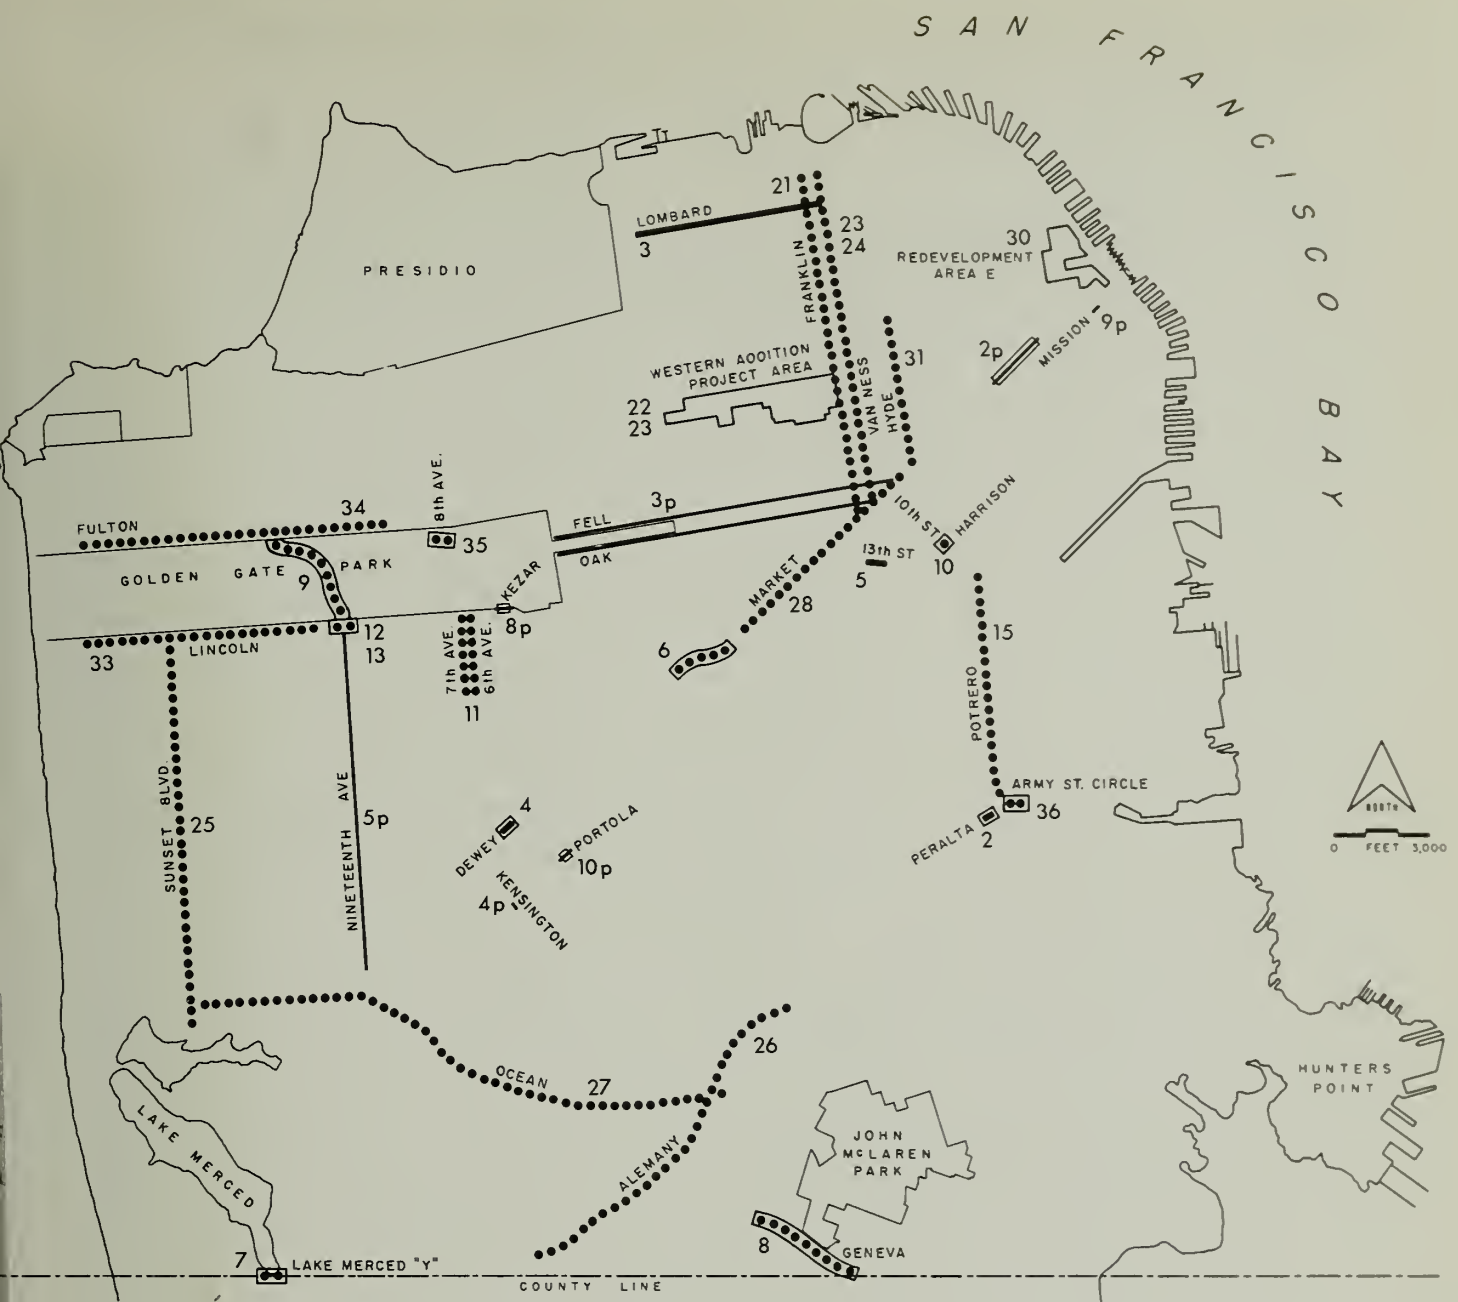 SAN FRANCISCO BAY
21
LOMBARD
3
23
24
FRANKLIN
30
REDEVELOPMENT
AREA E
PRESIDIO
9p
MISSION
2p
31
WESTERN ADDITION
PROJECT AREA
VAN NESS
HYDE
22
23
8th AVE.
34
3p
FULTON
FELL
10th ST
HARRISON
35
OAK
13th ST
GOLDEN GATE PARK
9
KEZAR
5
10
MARKET
28
8p
12
13
33
LINCOLN
7th AVE.
6th AVE.
11
6
15
POTRERO
SUNSET BLVD.
25
NINETEENTH AVE
5p
4
DEWEY
PORTOLA
10p
KENSINGTON
4p
ARMY ST. CIRCLE
36
PERALTA
2
NORTH
0 FEET 3,000
26
OCEAN
27
HUNTERS
POINT
LAKE MERCED
ALEMANY
JOHN
McLAREN
PARK
8
GENEVA
7
LAKE MERCED "Y"
COUNTY LINE